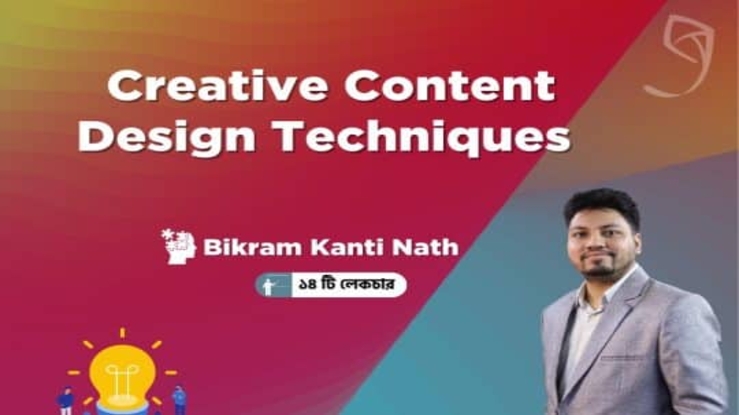 Creative Content
Design Techniques
Bikram Kanti Nath
১৪ টি লেকচার